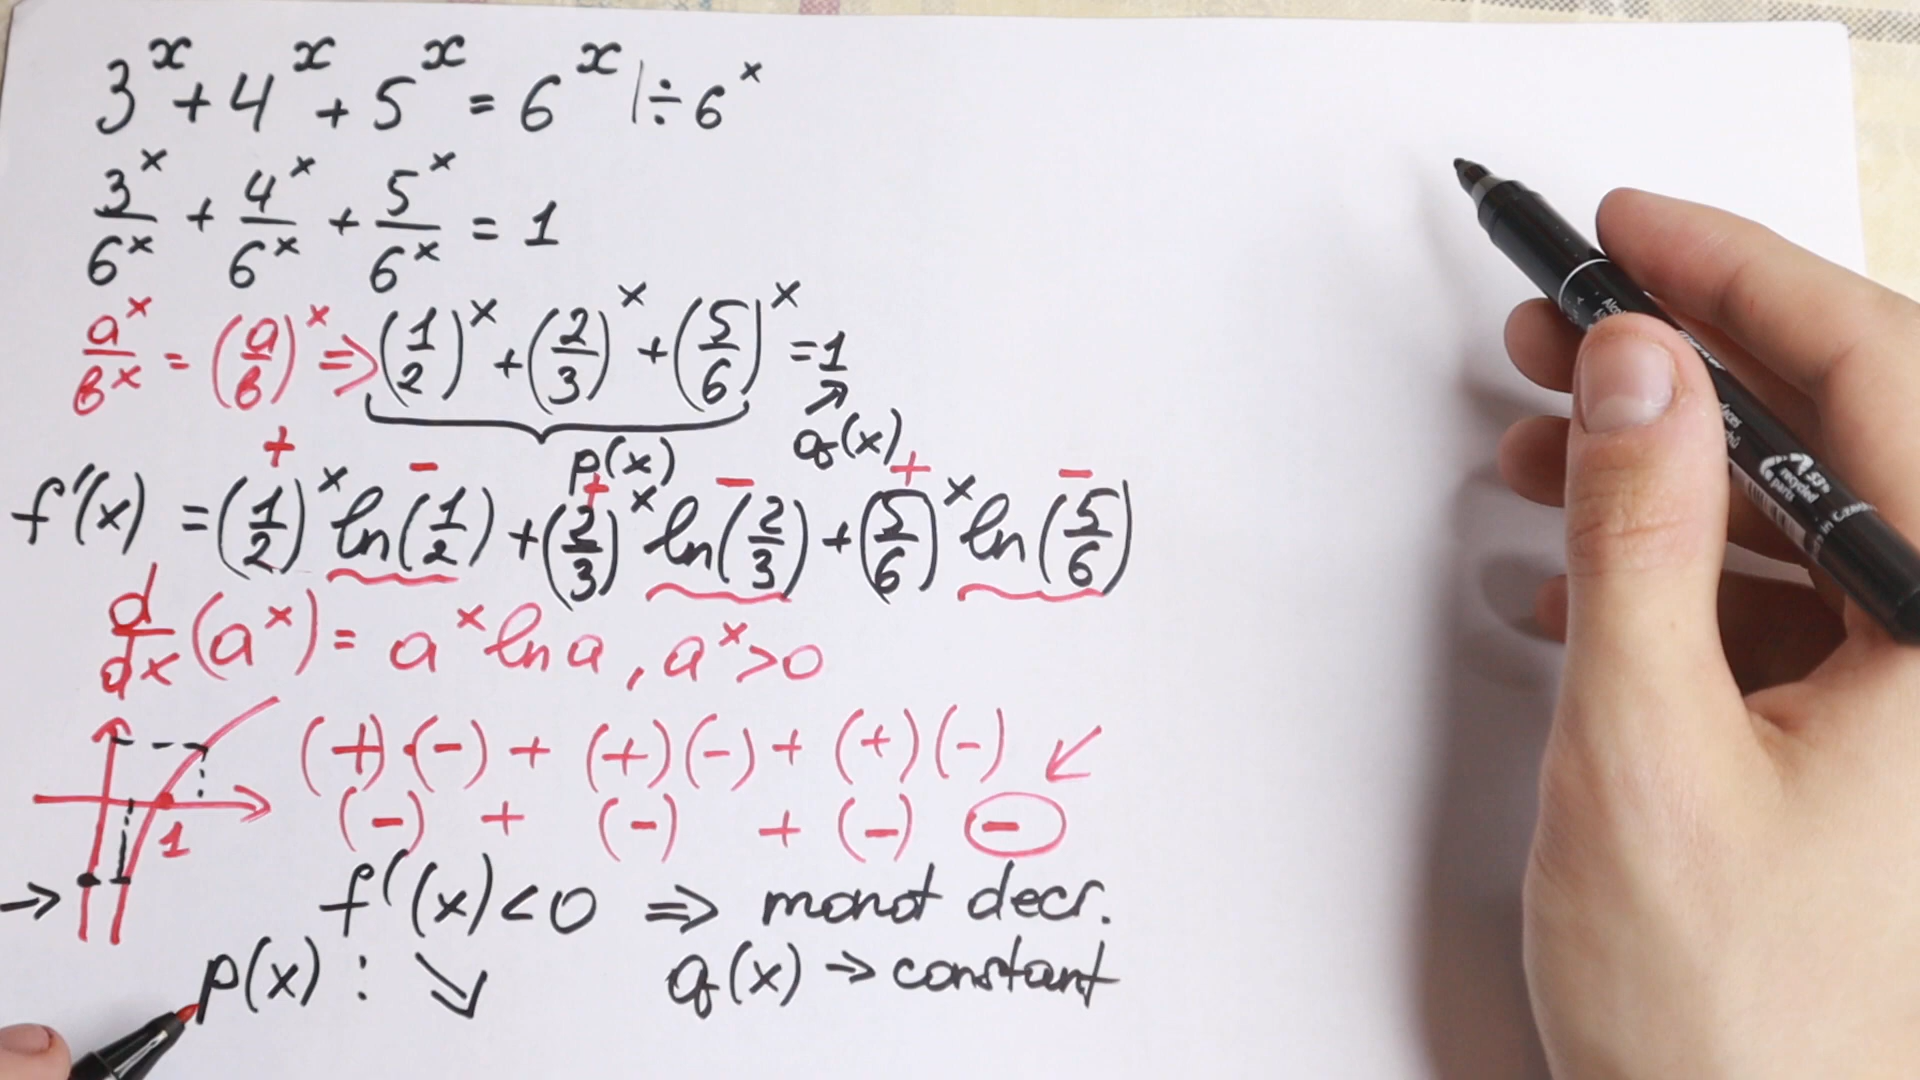 3^x + 4^x + 5^x = 6^x | ÷ 6^x
3^x/6^x + 4^x/6^x + 5^x/6^x = 1
a^x/b^x = (a/b)^x ⇒ (1/2)^x + (2/3)^x + (5/6)^x = 1
p(x) q(x)
+ - + - + -
f'(x) = (1/2)^x ln(1/2) + (2/3)^x ln(2/3) + (5/6)^x ln(5/6)
d/dx (a^x) = a^x ln a, a^x > 0
(+)·(-) + (+)(-) + (+)(-) ↙
1 (-) + (-) + (-) -
→ f'(x) < 0 ⇒ monot decr.
p(x) : ↘ q(x) → constant
recycled
parts